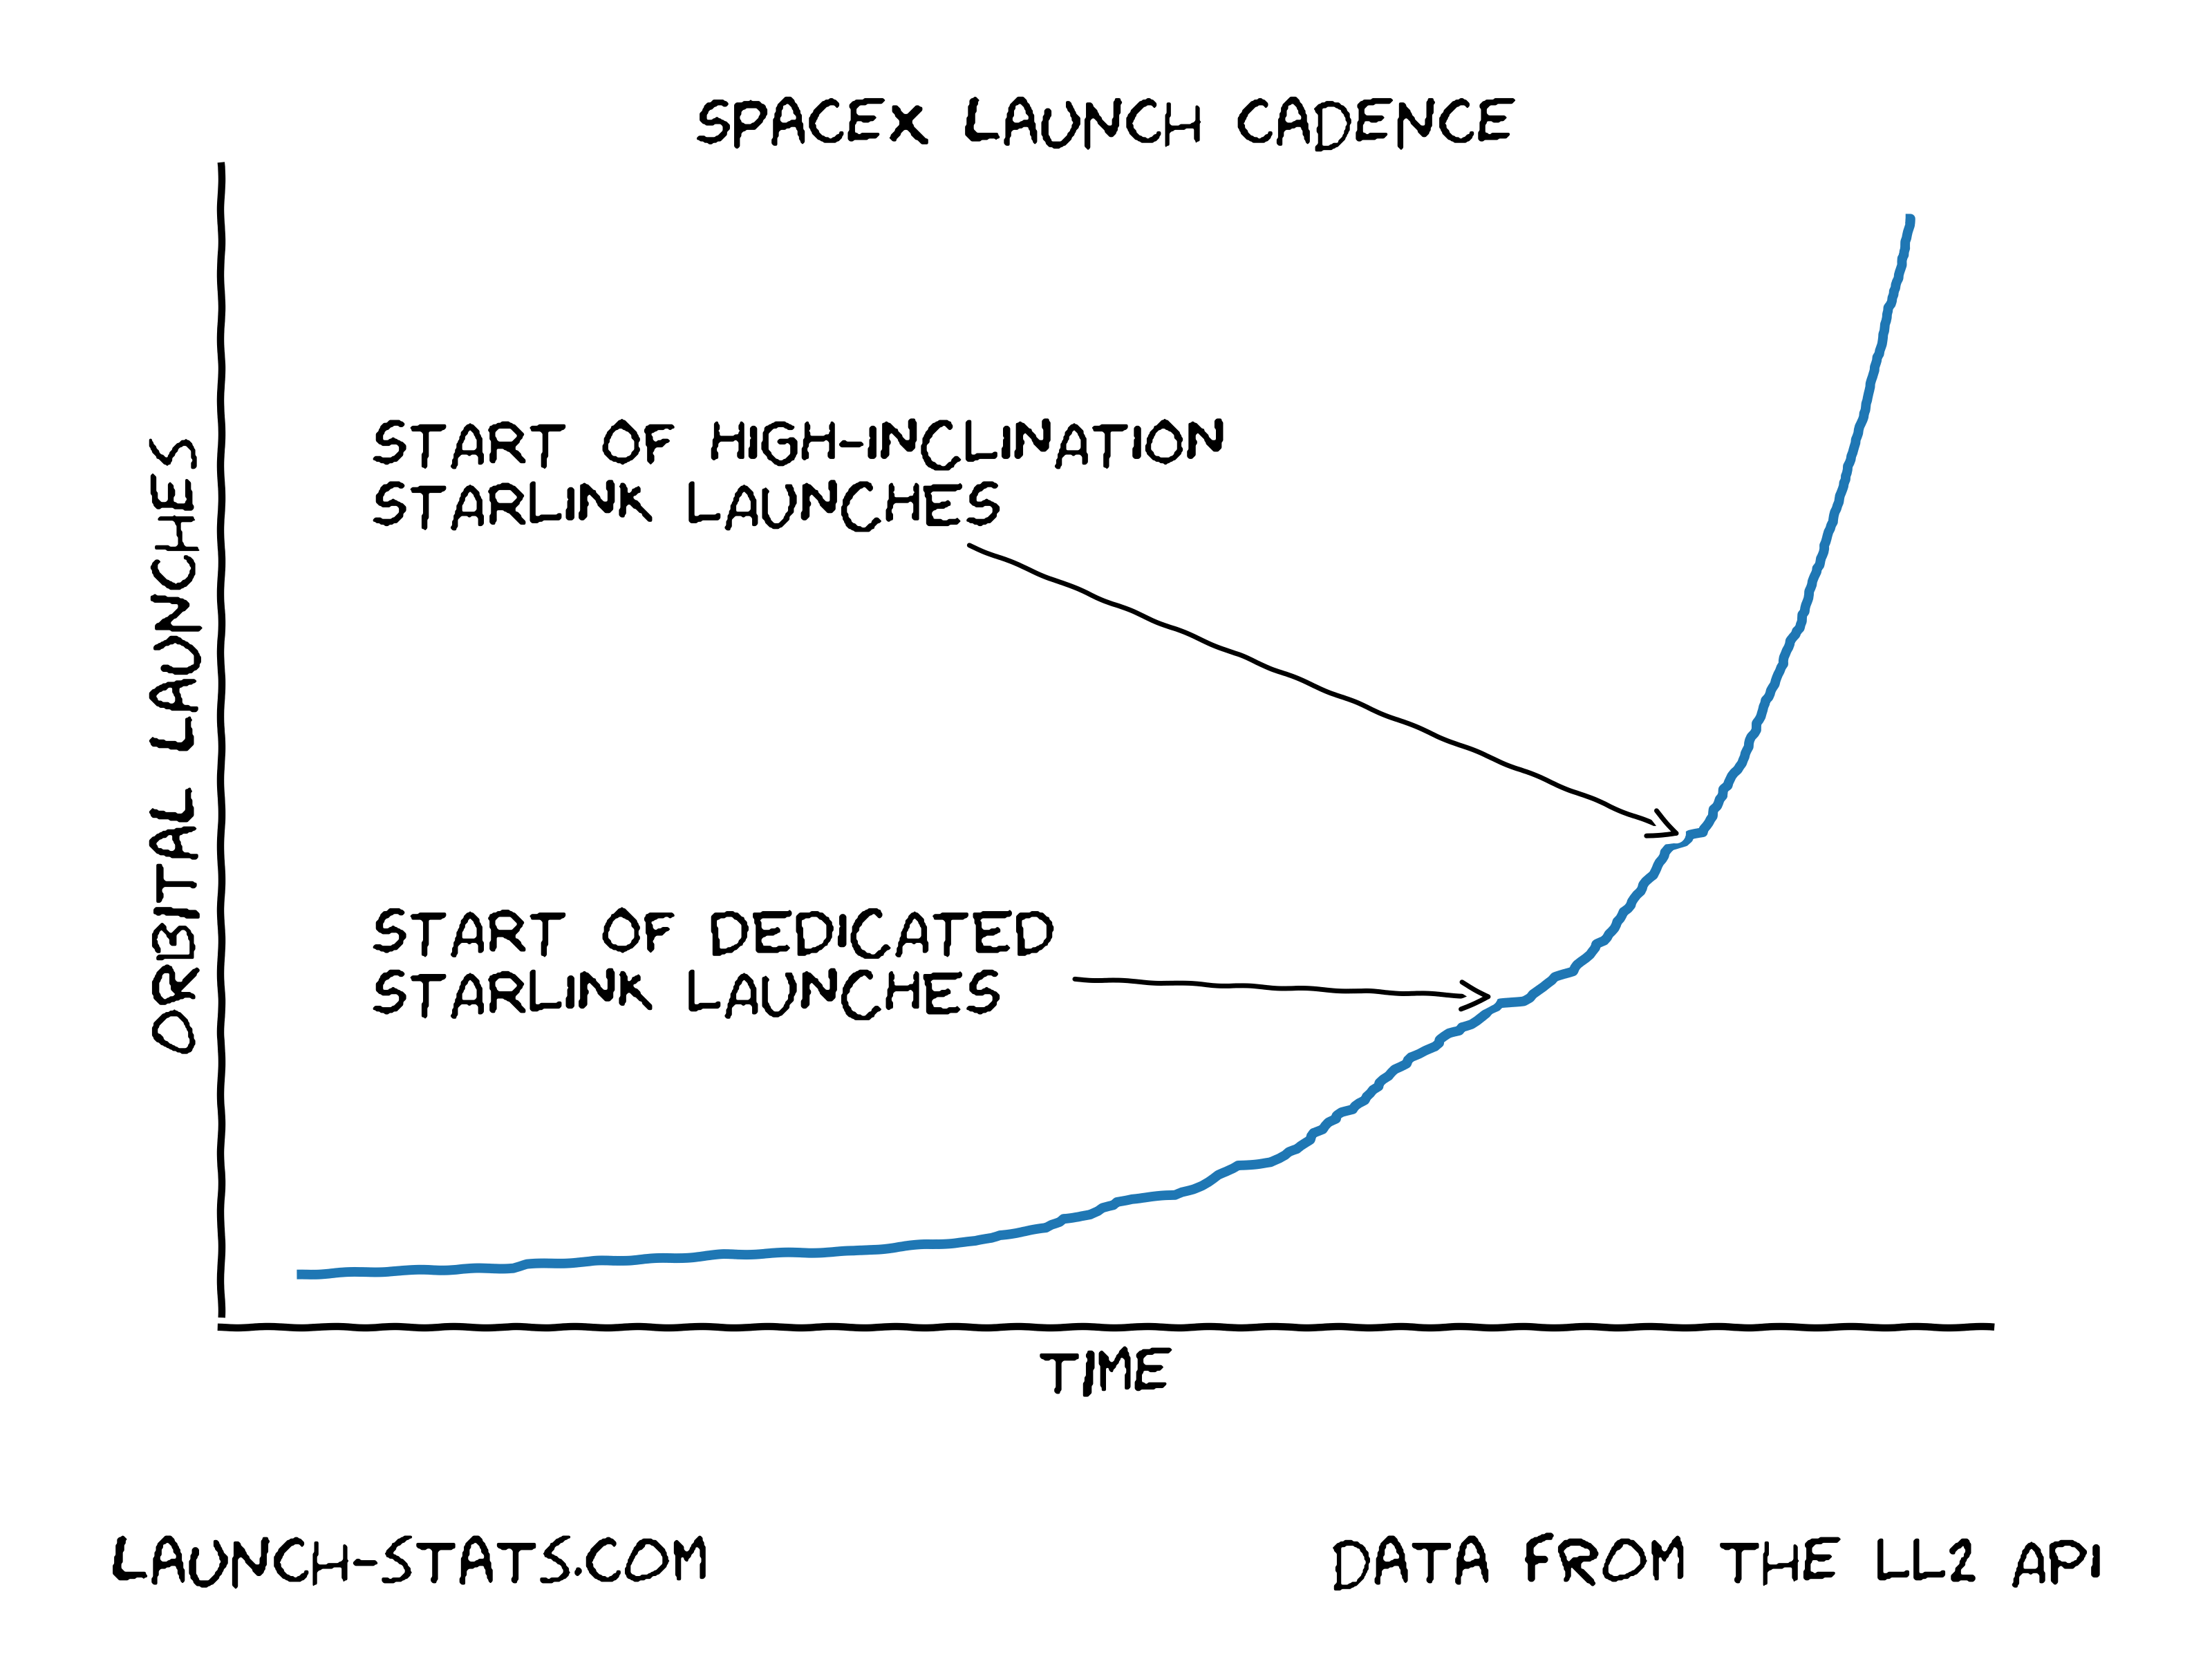 SPACEX LAUNCH CADENCE
START OF HIGH-INCLINATION
STARLINK LAUNCHES
ORBITAL LAUNCHES
START OF DEDICATED
STARLINK LAUNCHES
TIME
LAUNCH-STATS.COM
DATA FROM THE LL2 API